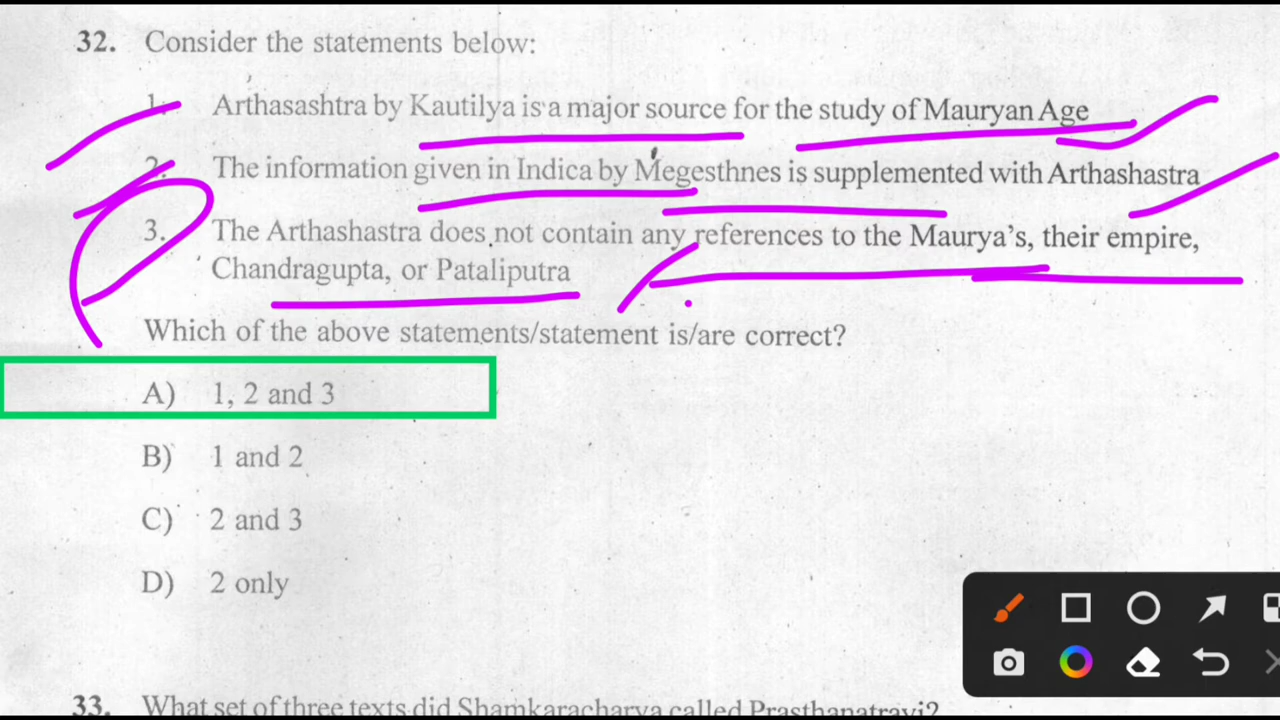 32. Consider the statements below:
1. Arthasashtra by Kautilya is a major source for the study of Mauryan Age
2. The information given in Indica by Megesthnes is supplemented with Arthashastra
3. The Arthashastra does not contain any references to the Maurya's, their empire,
Chandragupta, or Pataliputra
Which of the above statements/statement is/are correct?
A) 1, 2 and 3
B) 1 and 2
C) 2 and 3
D) 2 only
33. What set of three texts did Shamkaracharya called Prasthanatrayi?